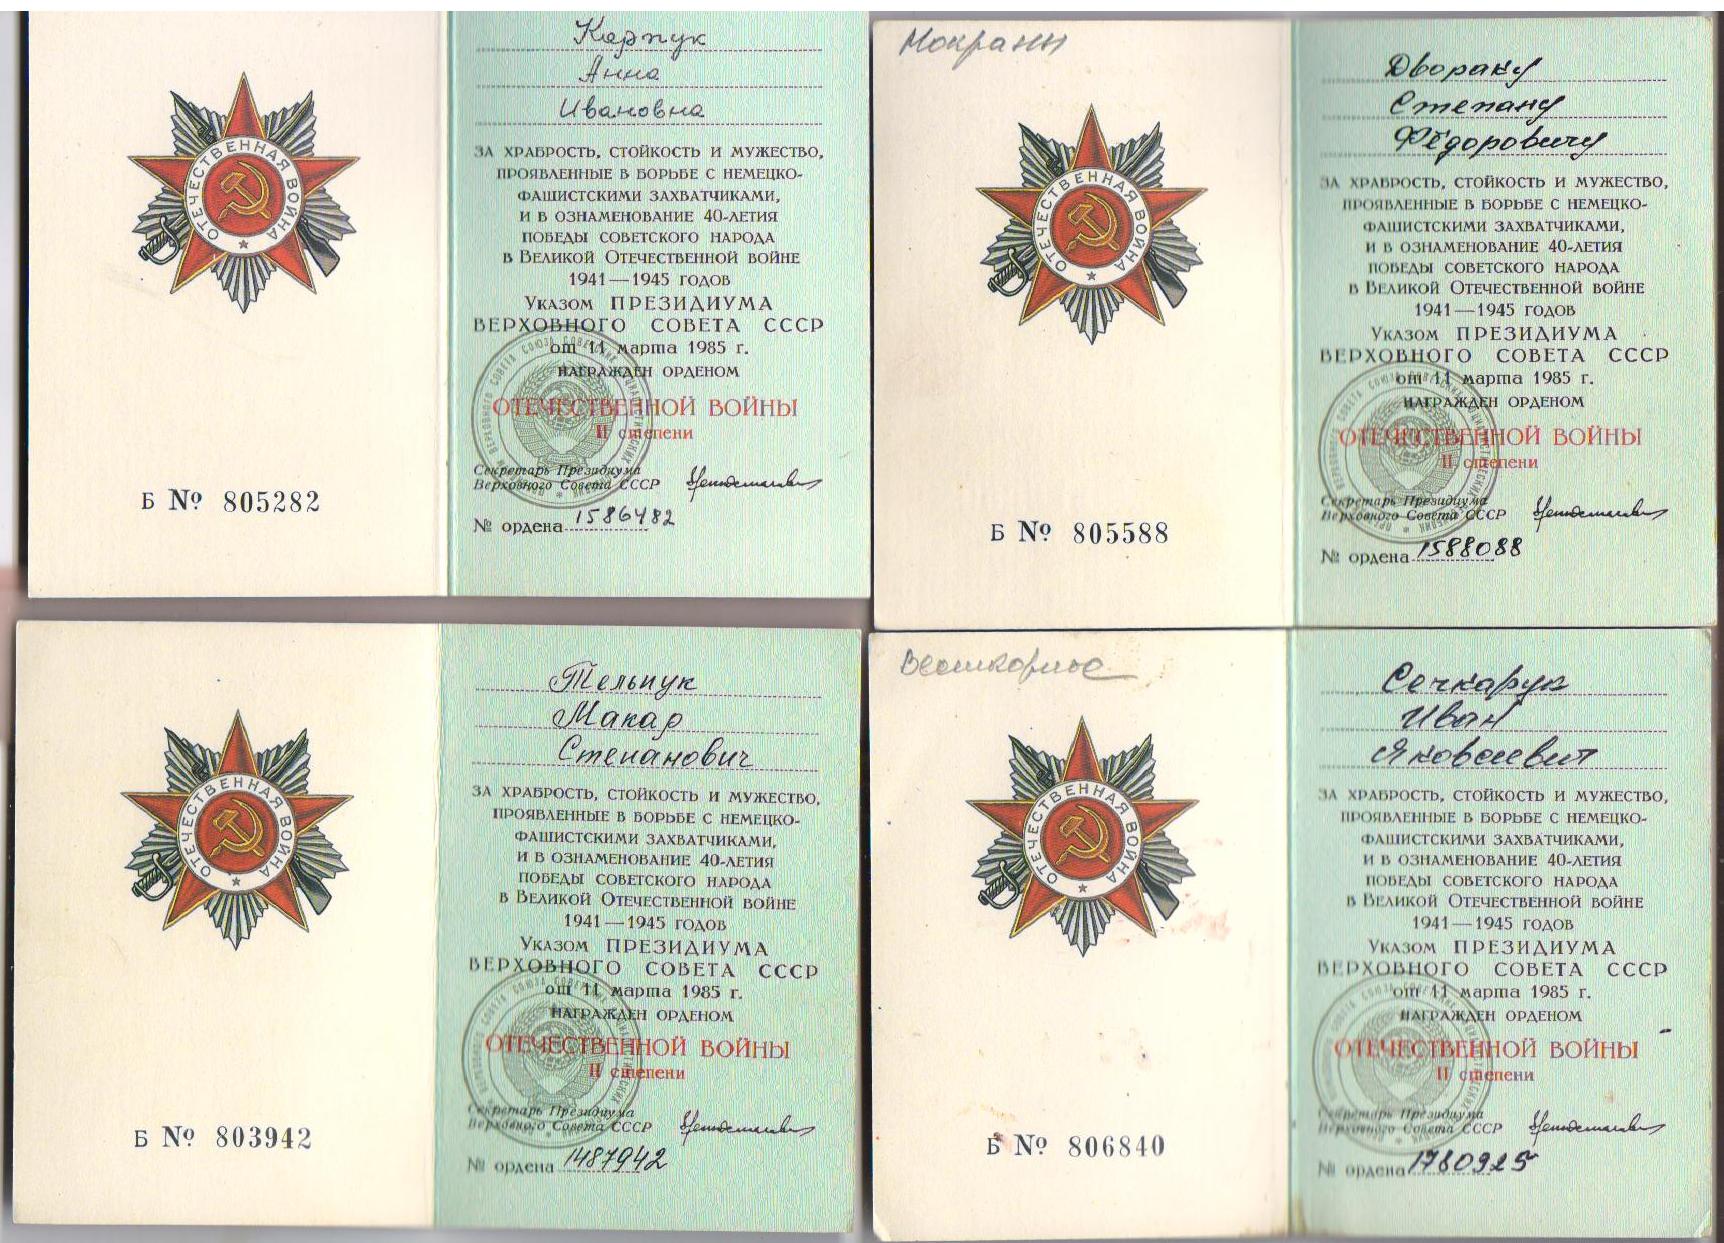 Карпук
Анна
Ивановна
ЗА ХРАБРОСТЬ, СТОЙКОСТЬ И МУЖЕСТВО,
ПРОЯВЛЕННЫЕ В БОРЬБЕ С НЕМЕЦКО-
ФАШИСТСКИМИ ЗАХВАТЧИКАМИ,
И В ОЗНАМЕНОВАНИЕ 40-ЛЕТИЯ
ПОБЕДЫ СОВЕТСКОГО НАРОДА
В ВЕЛИКОЙ ОТЕЧЕСТВЕННОЙ ВОЙНЕ
1941—1945 ГОДОВ
УКАЗОМ ПРЕЗИДИУМА
ВЕРХОВНОГО СОВЕТА СССР
от 11 марта 1985 г.
НАГРАЖДЕН ОРДЕНОМ
ОТЕЧЕСТВЕННОЙ ВОЙНЫ
II степени
Секретарь Президиума
Верховного Совета СССР
№ ордена 1586482
ОТЕЧЕСТВЕННАЯ ВОЙНА
Б № 805282
Мокраны
Двораку
Степану
Фёдоровичу
ЗА ХРАБРОСТЬ, СТОЙКОСТЬ И МУЖЕСТВО,
ПРОЯВЛЕННЫЕ В БОРЬБЕ С НЕМЕЦКО-
ФАШИСТСКИМИ ЗАХВАТЧИКАМИ,
И В ОЗНАМЕНОВАНИЕ 40-ЛЕТИЯ
ПОБЕДЫ СОВЕТСКОГО НАРОДА
В ВЕЛИКОЙ ОТЕЧЕСТВЕННОЙ ВОЙНЕ
1941—1945 ГОДОВ
УКАЗОМ ПРЕЗИДИУМА
ВЕРХОВНОГО СОВЕТА СССР
от 11 марта 1985 г.
НАГРАЖДЕН ОРДЕНОМ
ОТЕЧЕСТВЕННОЙ ВОЙНЫ
II степени
Секретарь Президиума
Верховного Совета СССР
№ ордена 1588088
ОТЕЧЕСТВЕННАЯ ВОЙНА
Б № 805588
Тельпук
Макар
Степанович
ЗА ХРАБРОСТЬ, СТОЙКОСТЬ И МУЖЕСТВО,
ПРОЯВЛЕННЫЕ В БОРЬБЕ С НЕМЕЦКО-
ФАШИСТСКИМИ ЗАХВАТЧИКАМИ,
И В ОЗНАМЕНОВАНИЕ 40-ЛЕТИЯ
ПОБЕДЫ СОВЕТСКОГО НАРОДА
В ВЕЛИКОЙ ОТЕЧЕСТВЕННОЙ ВОЙНЕ
1941—1945 ГОДОВ
УКАЗОМ ПРЕЗИДИУМА
ВЕРХОВНОГО СОВЕТА СССР
от 11 марта 1985 г.
НАГРАЖДЕН ОРДЕНОМ
ОТЕЧЕСТВЕННОЙ ВОЙНЫ
II степени
Секретарь Президиума
Верховного Совета СССР
№ ордена 1487942
ОТЕЧЕСТВЕННАЯ ВОЙНА
Б № 803942
Сечкарук
Иван
Яковлевич
ЗА ХРАБРОСТЬ, СТОЙКОСТЬ И МУЖЕСТВО,
ПРОЯВЛЕННЫЕ В БОРЬБЕ С НЕМЕЦКО-
ФАШИСТСКИМИ ЗАХВАТЧИКАМИ,
И В ОЗНАМЕНОВАНИЕ 40-ЛЕТИЯ
ПОБЕДЫ СОВЕТСКОГО НАРОДА
В ВЕЛИКОЙ ОТЕЧЕСТВЕННОЙ ВОЙНЕ
1941—1945 ГОДОВ
УКАЗОМ ПРЕЗИДИУМА
ВЕРХОВНОГО СОВЕТА СССР
от 11 марта 1985 г.
НАГРАЖДЕН ОРДЕНОМ
ОТЕЧЕСТВЕННОЙ ВОЙНЫ
II степени
Секретарь Президиума
Верховного Совета СССР
№ ордена 1780925
ОТЕЧЕСТВЕННАЯ ВОЙНА
Б № 806840